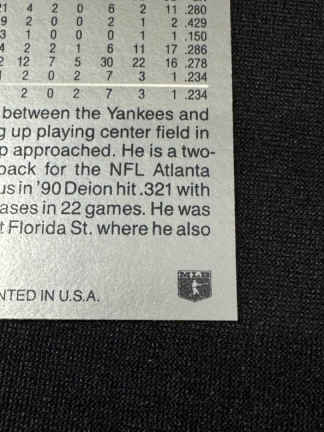 21 4 2 0 6 2 11 .280
9 2 0 0 2 1 2 .429
3 1 0 0 0 1 1 .150
4 2 2 1 6 11 17 .286
2 12 7 5 30 22 16 .278
1 2 0 2 7 3 1 .234
2 0 2 7 3 1 .234
between the Yankees and
g up playing center field in
p approached. He is a two-
back for the NFL Atlanta
us in '90 Deion hit .321 with
ases in 22 games. He was
t Florida St. where he also
NTED IN U.S.A.
MLB